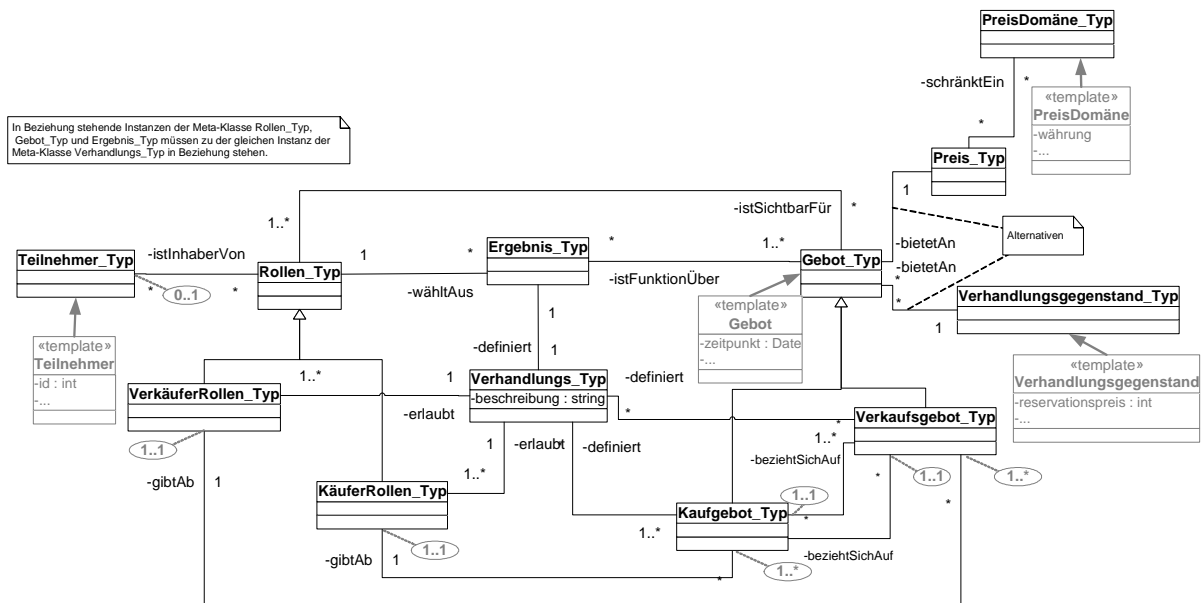 PreisDomäne_Typ
-schränktEin
*
«template»
PreisDomäne
-währung
-...
In Beziehung stehende Instanzen der Meta-Klasse Rollen_Typ,
Gebot_Typ und Ergebnis_Typ müssen zu der gleichen Instanz der
Meta-Klasse Verhandlungs_Typ in Beziehung stehen.
*
Preis_Typ
1
1..*
-istSichtbarFür
*
Alternativen
-istInhaberVon
1
*
Ergebnis_Typ
*
1..*
-bietetAn
Teilnehmer_Typ
Rollen_Typ
Gebot_Typ
-bietetAn
*
*
*
0..1
*
-wähltAus
-istFunktionÜber
Verhandlungsgegenstand_Typ
«template»
Gebot
-zeitpunkt : Date
-...
1
1
«template»
Teilnehmer
-id : int
-...
-definiert
1
«template»
Verhandlungsgegenstand
-reservationspreis : int
-...
1..*
VerkäuferRollen_Typ
1
Verhandlungs_Typ
-beschreibung : string
-definiert
*
-erlaubt
Verkaufsgebot_Typ
*
1..*
1..1
1
-erlaubt
*
-definiert
-beziehtSichAuf
-gibtAb
1
1..*
*
1..1
1..*
KäuferRollen_Typ
1..1
Kaufgebot_Typ
*
*
1..*
1..1
-gibtAb
1
-beziehtSichAuf
*
1..*